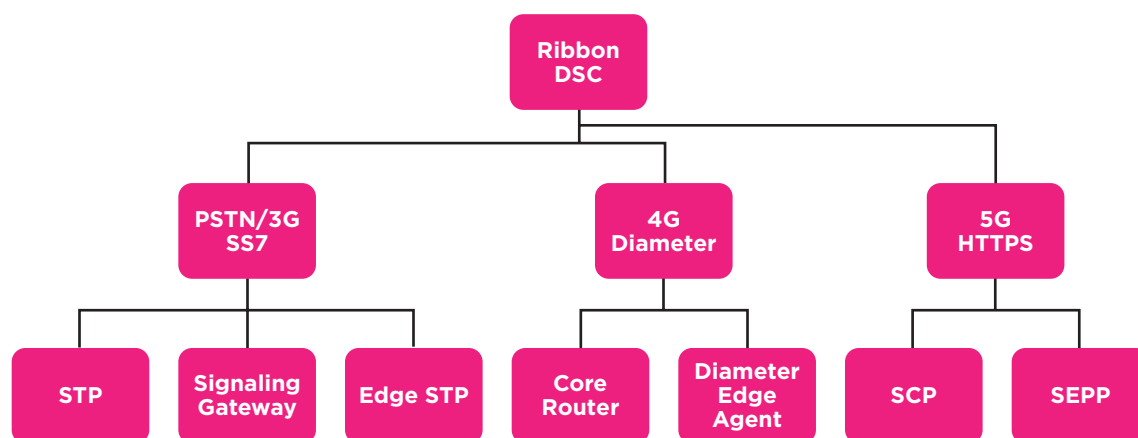 Ribbon
DSC
PSTN/3G
SS7
4G
Diameter
5G
HTTPS
STP
Signaling
Gateway
Edge STP
Core
Router
Diameter
Edge
Agent
SCP
SEPP